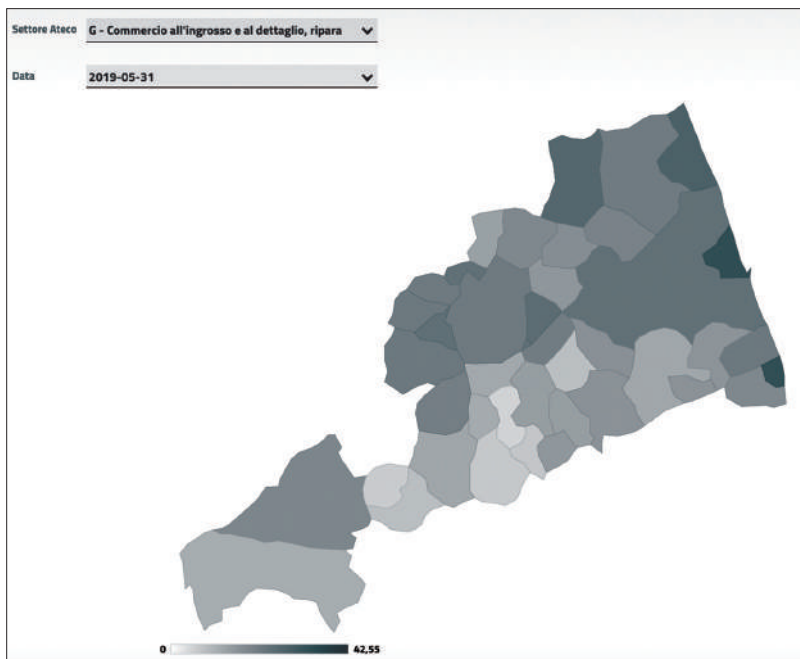 Settore Ateco G - Commercio all'ingrosso e al dettaglio, ripara
Data 2019-05-31
0 42,55